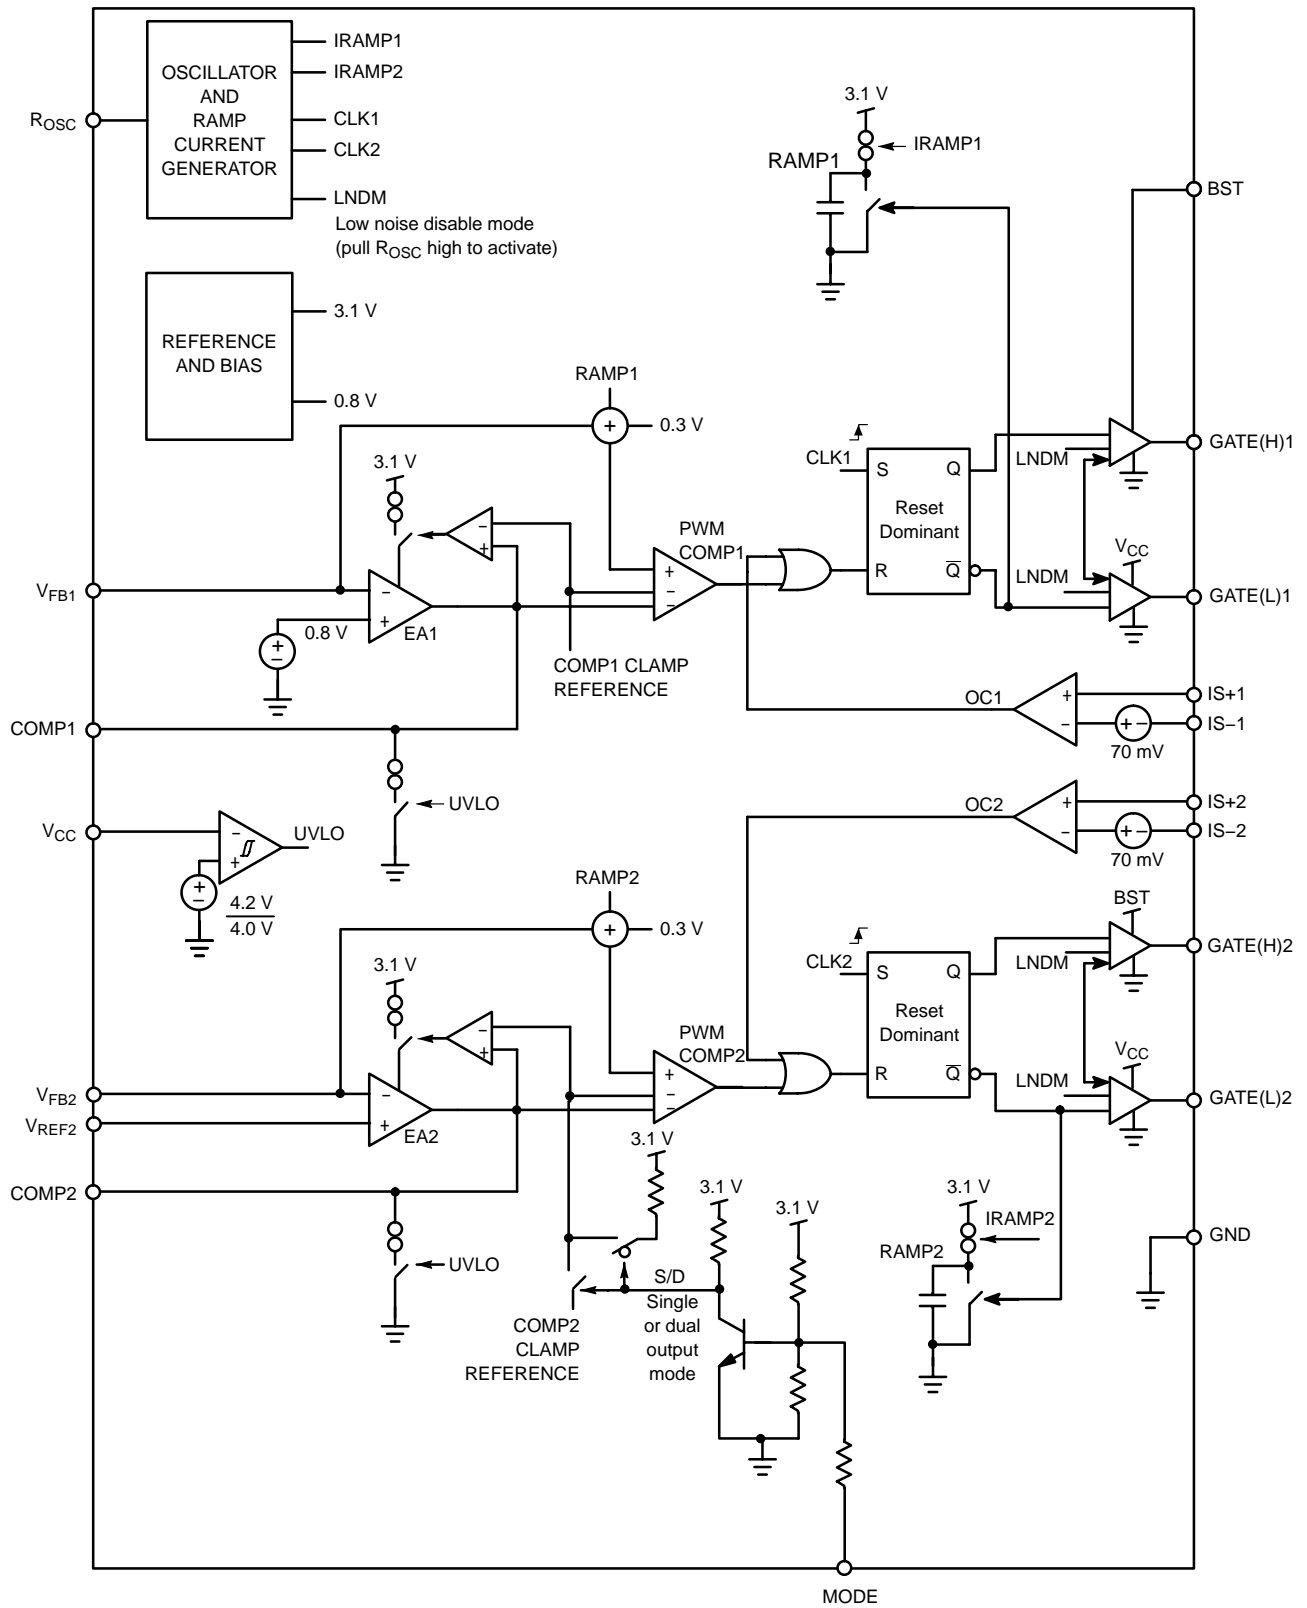 IRAMP1
IRAMP2
CLK1
CLK2
LNDM
OSCILLATOR
AND
RAMP
CURRENT
GENERATOR
ROSC
Low noise disable mode
(pull ROSC high to activate)
3.1 V
IRAMP1
RAMP1
BST
REFERENCE
AND BIAS
3.1 V
0.8 V
RAMP1
+
0.3 V
3.1 V
−
+
CLK1
S
Q
Reset
Dominant
R
Q
LNDM
GATE(H)1
VCC
LNDM
GATE(L)1
PWM
COMP1
+
−
−
VFB1
−
+
EA1
0.8 V
+
−
COMP1 CLAMP
REFERENCE
OC1
+
−
+ −
70 mV
IS+1
IS−1
COMP1
UVLO
VCC
−
+
UVLO
+
−
4.2 V
4.0 V
OC2
+
−
+ −
70 mV
IS+2
IS−2
RAMP2
+
0.3 V
3.1 V
−
+
CLK2
S
Q
Reset
Dominant
R
Q
BST
LNDM
GATE(H)2
VCC
LNDM
GATE(L)2
PWM
COMP2
+
−
−
VFB2
VREF2
−
+
EA2
COMP2
UVLO
3.1 V
3.1 V
3.1 V
S/D
Single
or dual
output
mode
COMP2
CLAMP
REFERENCE
3.1 V
IRAMP2
RAMP2
GND
MODE